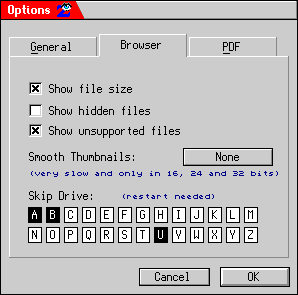 Options
General Browser PDF
Show file size
Show hidden files
Show unsupported files
Smooth Thumbnails: None
(very slow and only in 16, 24 and 32 bits)
Skip Drive: (restart needed)
A B C D E F G H I J K L M
N O P Q R S T U V W X Y Z
Cancel OK